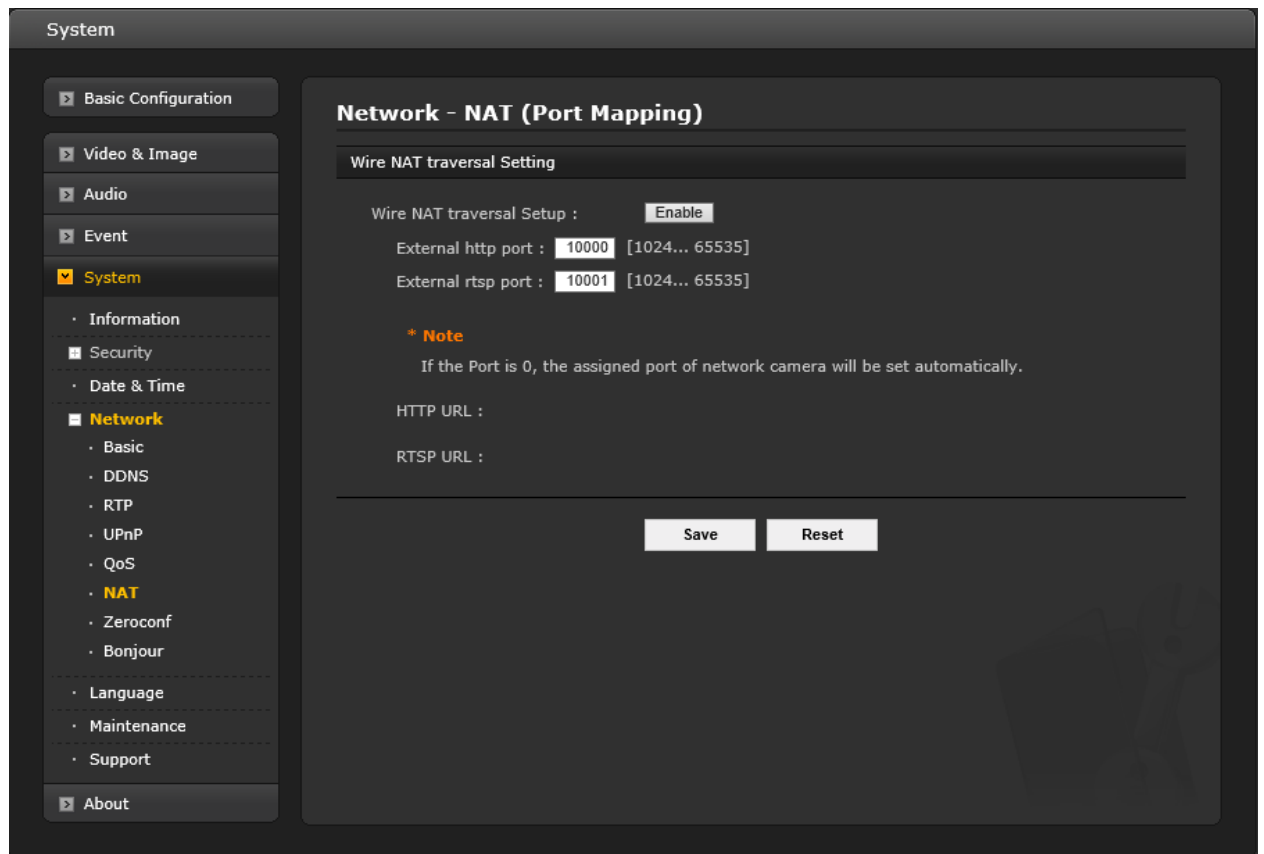 System
Basic Configuration
Video & Image
Audio
Event
System
· Information
Security
· Date & Time
Network
· Basic
· DDNS
· RTP
· UPnP
· QoS
· NAT
· Zeroconf
· Bonjour
· Language
· Maintenance
· Support
About
Network - NAT (Port Mapping)
Wire NAT traversal Setting
Wire NAT traversal Setup : Enable
External http port : 10000 [1024... 65535]
External rtsp port : 10001 [1024... 65535]
* Note
If the Port is 0, the assigned port of network camera will be set automatically.
HTTP URL :
RTSP URL :
Save Reset